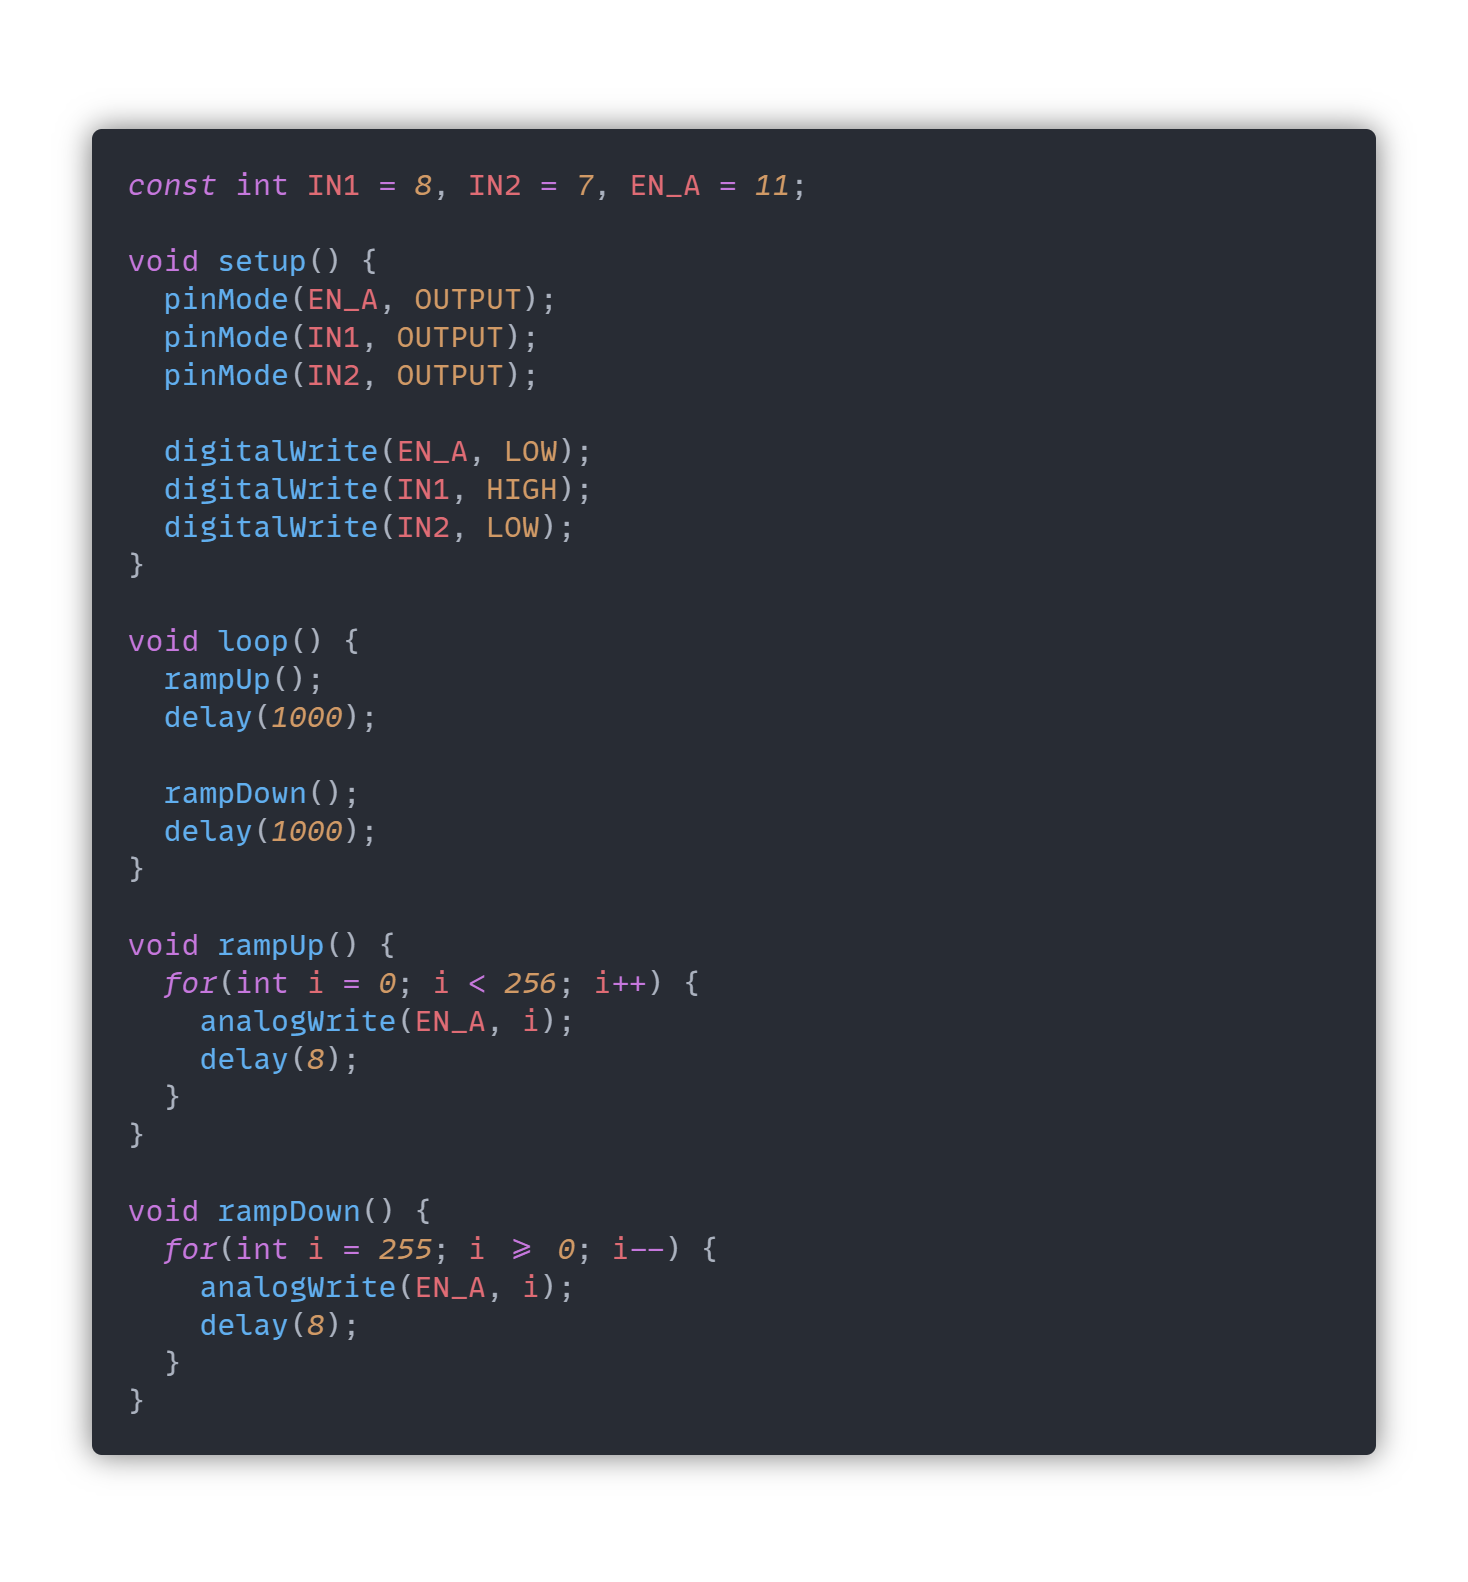 const int IN1 = 8, IN2 = 7, EN_A = 11;

void setup() {
  pinMode(EN_A, OUTPUT);
  pinMode(IN1, OUTPUT);
  pinMode(IN2, OUTPUT);

  digitalWrite(EN_A, LOW);
  digitalWrite(IN1, HIGH);
  digitalWrite(IN2, LOW);
}

void loop() {
  rampUp();
  delay(1000);

  rampDown();
  delay(1000);
}

void rampUp() {
  for(int i = 0; i < 256; i++) {
    analogWrite(EN_A, i);
    delay(8);
  }
}

void rampDown() {
  for(int i = 255; i ⩾ 0; i--) {
    analogWrite(EN_A, i);
    delay(8);
  }
}